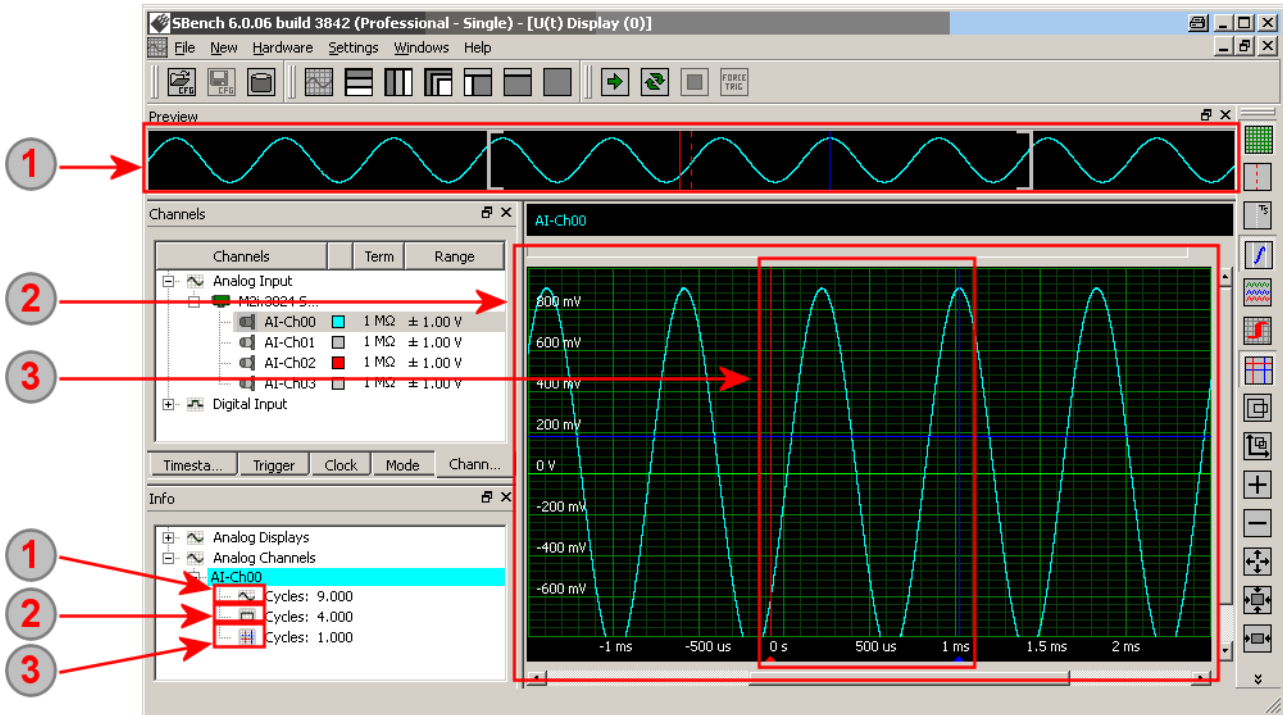 SBench 6.0.06 build 3842 (Professional - Single) - [U(t) Display (0)]
File New Hardware Settings Windows Help
CFG CFG FORCE TRIG
Preview
1
Channels
AI-Ch00
TS
Channels Term Range
Analog Input
2
M2i.3024 S...
AI-Ch00 1 MΩ ± 1.00 V
AI-Ch01 1 MΩ ± 1.00 V
AI-Ch02 1 MΩ ± 1.00 V
3
AI-Ch03 1 MΩ ± 1.00 V
Digital Input
Timesta... Trigger Clock Mode Chann...
800 mV
600 mV
400 mV
200 mV
0 V
-200 mV
-400 mV
-600 mV
-1 ms -500 us 0 s 500 us 1 ms 1.5 ms 2 ms
Info
Analog Displays
1
Analog Channels
AI-Ch00
Cycles: 9.000
2
Cycles: 4.000
3
Cycles: 1.000